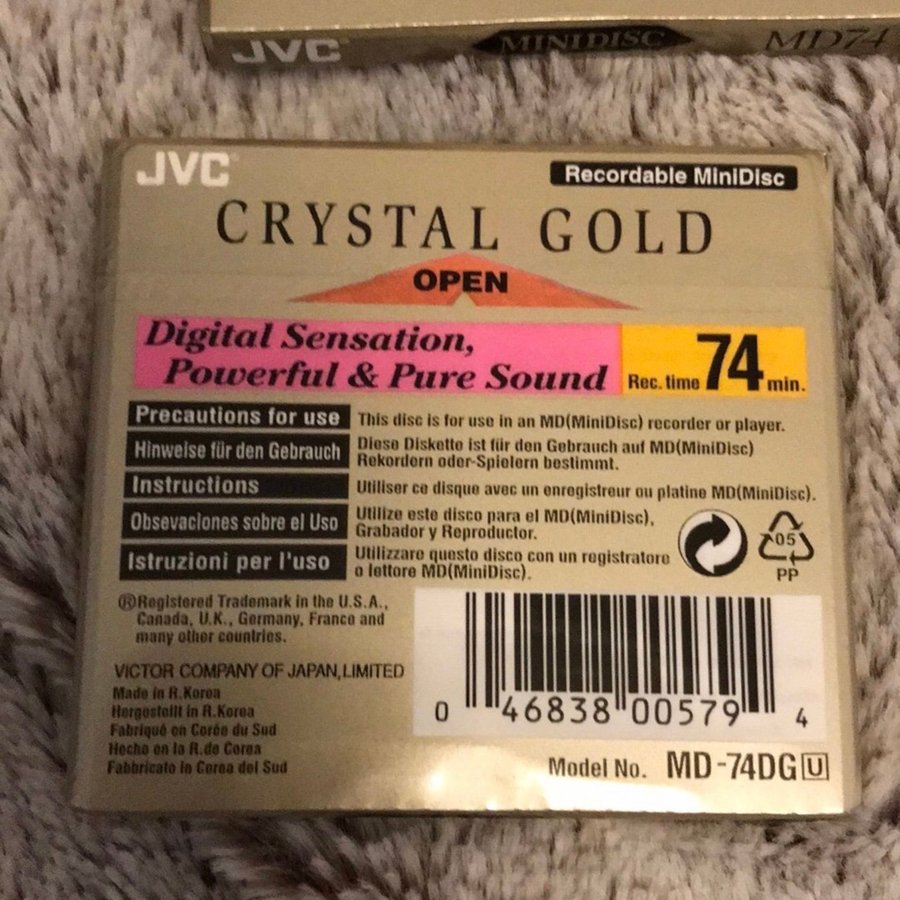 JVC MINIDISC MD74
JVC Recordable MiniDisc
CRYSTAL GOLD
OPEN
Digital Sensation,
Powerful & Pure Sound
Rec. time 74 min.
Precautions for use This disc is for use in an MD(MiniDisc) recorder or player.
Hinweise für den Gebrauch Diese Diskette ist für den Gebrauch auf MD(MiniDisc)
Rekordern oder-Spielern bestimmt.
Instructions Utiliser ce disque avec un enregistreur ou platine MD(MiniDisc).
Obsevaciones sobre el Uso Utilize este disco para el MD(MiniDisc),
Grabador y Reproductor.
Istruzioni per l'uso Utilizzare questo disco con un registratore
o lettore MD(MiniDisc).
05
PP
®Registered Trademark in the U.S.A.,
Canada, U.K., Germany, France and
many other countries.
VICTOR COMPANY OF JAPAN, LIMITED
Made in R.Korea
Hergestellt in R.Korea
Fabriqué en Corée du Sud
Hecho en la R.de Corea
Fabbricato in Corea del Sud
0 46838 00579 4
Model No. MD-74DG U